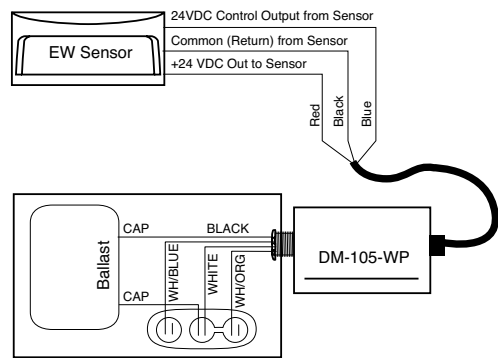 24VDC Control Output from Sensor
Common (Return) from Sensor
+24 VDC Out to Sensor
EW Sensor
Red
Black
Blue
Ballast
CAP
BLACK
WH/BLUE
WHITE
WH/ORG
CAP
DM-105-WP